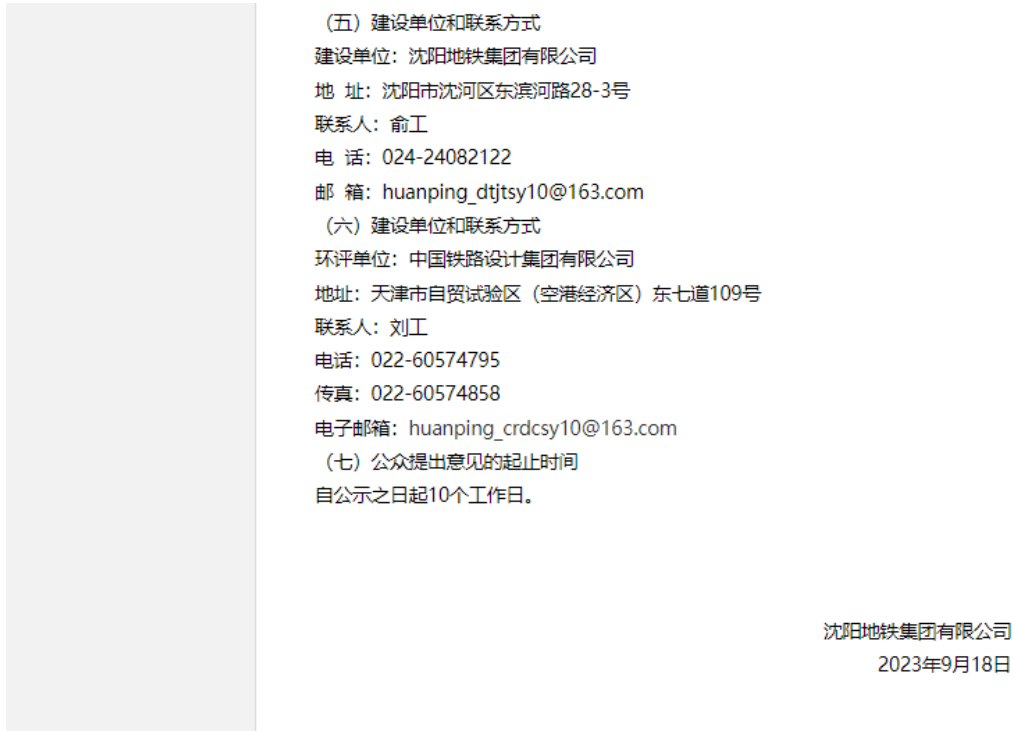 （五）建设单位和联系方式
建设单位：沈阳地铁集团有限公司
地 址：沈阳市沈河区东滨河路28-3号
联系人：俞工
电 话：024-24082122
邮 箱：huanping_dtjtsy10@163.com
（六）建设单位和联系方式
环评单位：中国铁路设计集团有限公司
地址：天津市自贸试验区（空港经济区）东七道109号
联系人：刘工
电话：022-60574795
传真：022-60574858
电子邮箱：huanping_crdcsy10@163.com
（七）公众提出意见的起止时间
自公示之日起10个工作日。
沈阳地铁集团有限公司
2023年9月18日